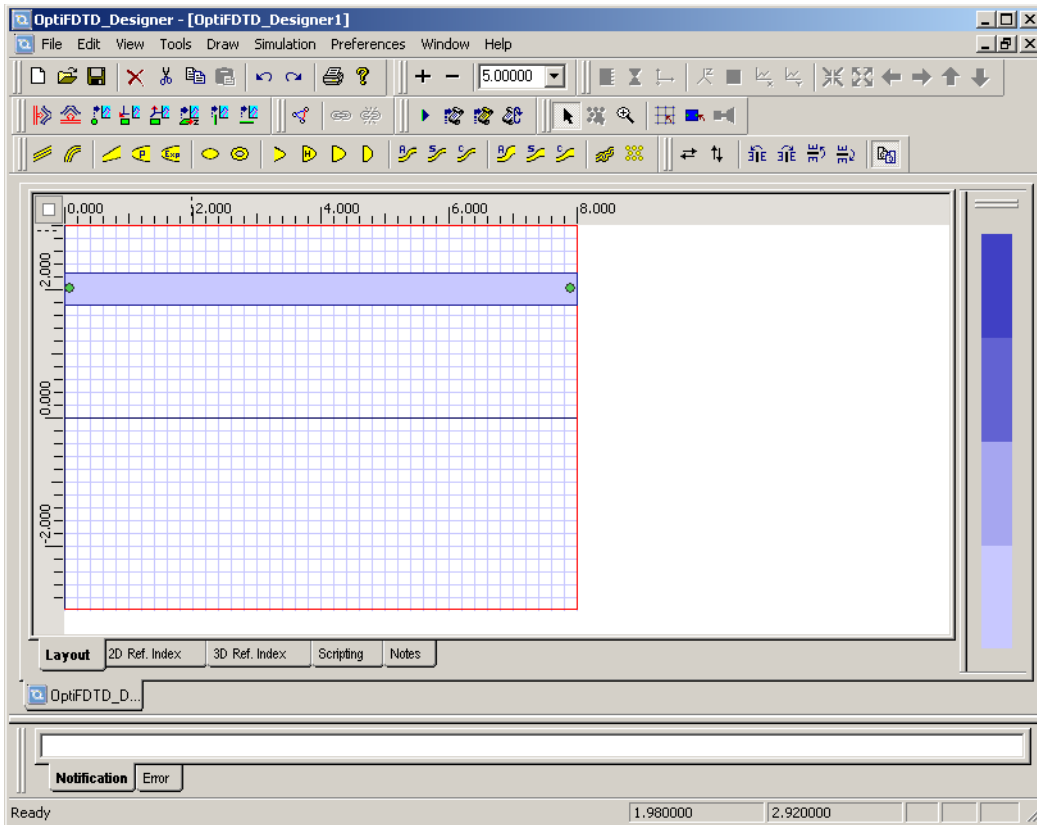 OptiFDTD_Designer - [OptiFDTD_Designer1]
File Edit View Tools Draw Simulation Preferences Window Help
5.00000
0.000 2.000 4.000 6.000 8.000
2.000
0.000
-2.000
Layout 2D Ref. Index 3D Ref. Index Scripting Notes
OptiFDTD_D...
Notification Error
Ready 1.980000 2.920000